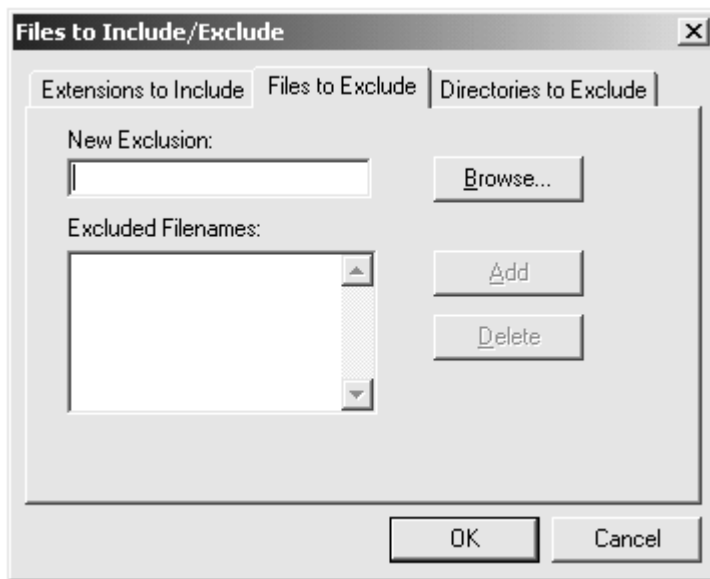 Files to Include/Exclude
Extensions to Include Files to Exclude Directories to Exclude
New Exclusion:
Browse...
Excluded Filenames:
Add
Delete
OK Cancel